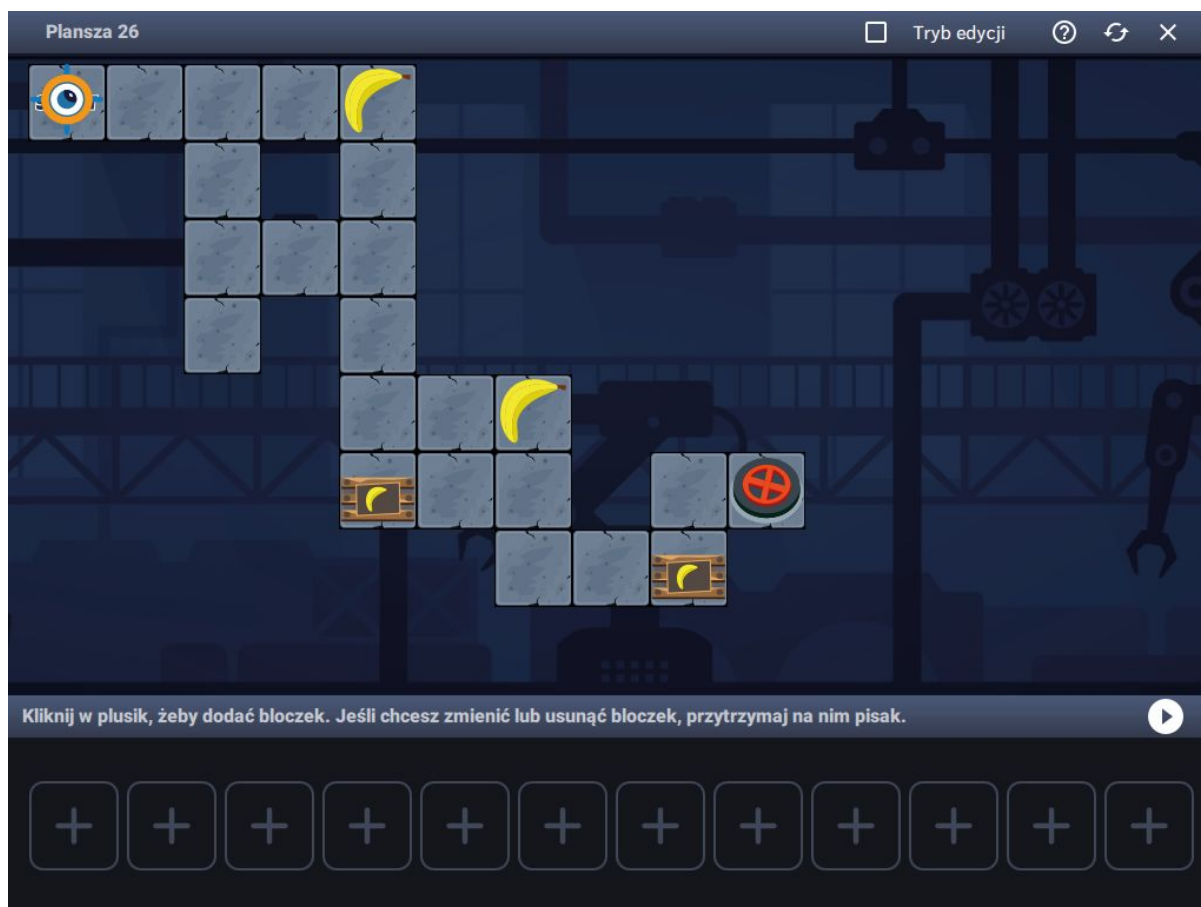 Plansza 26
Tryb edycji
Kliknij w plusik, żeby dodać bloczek. Jeśli chcesz zmienić lub usunąć bloczek, przytrzymaj na nim pisak.